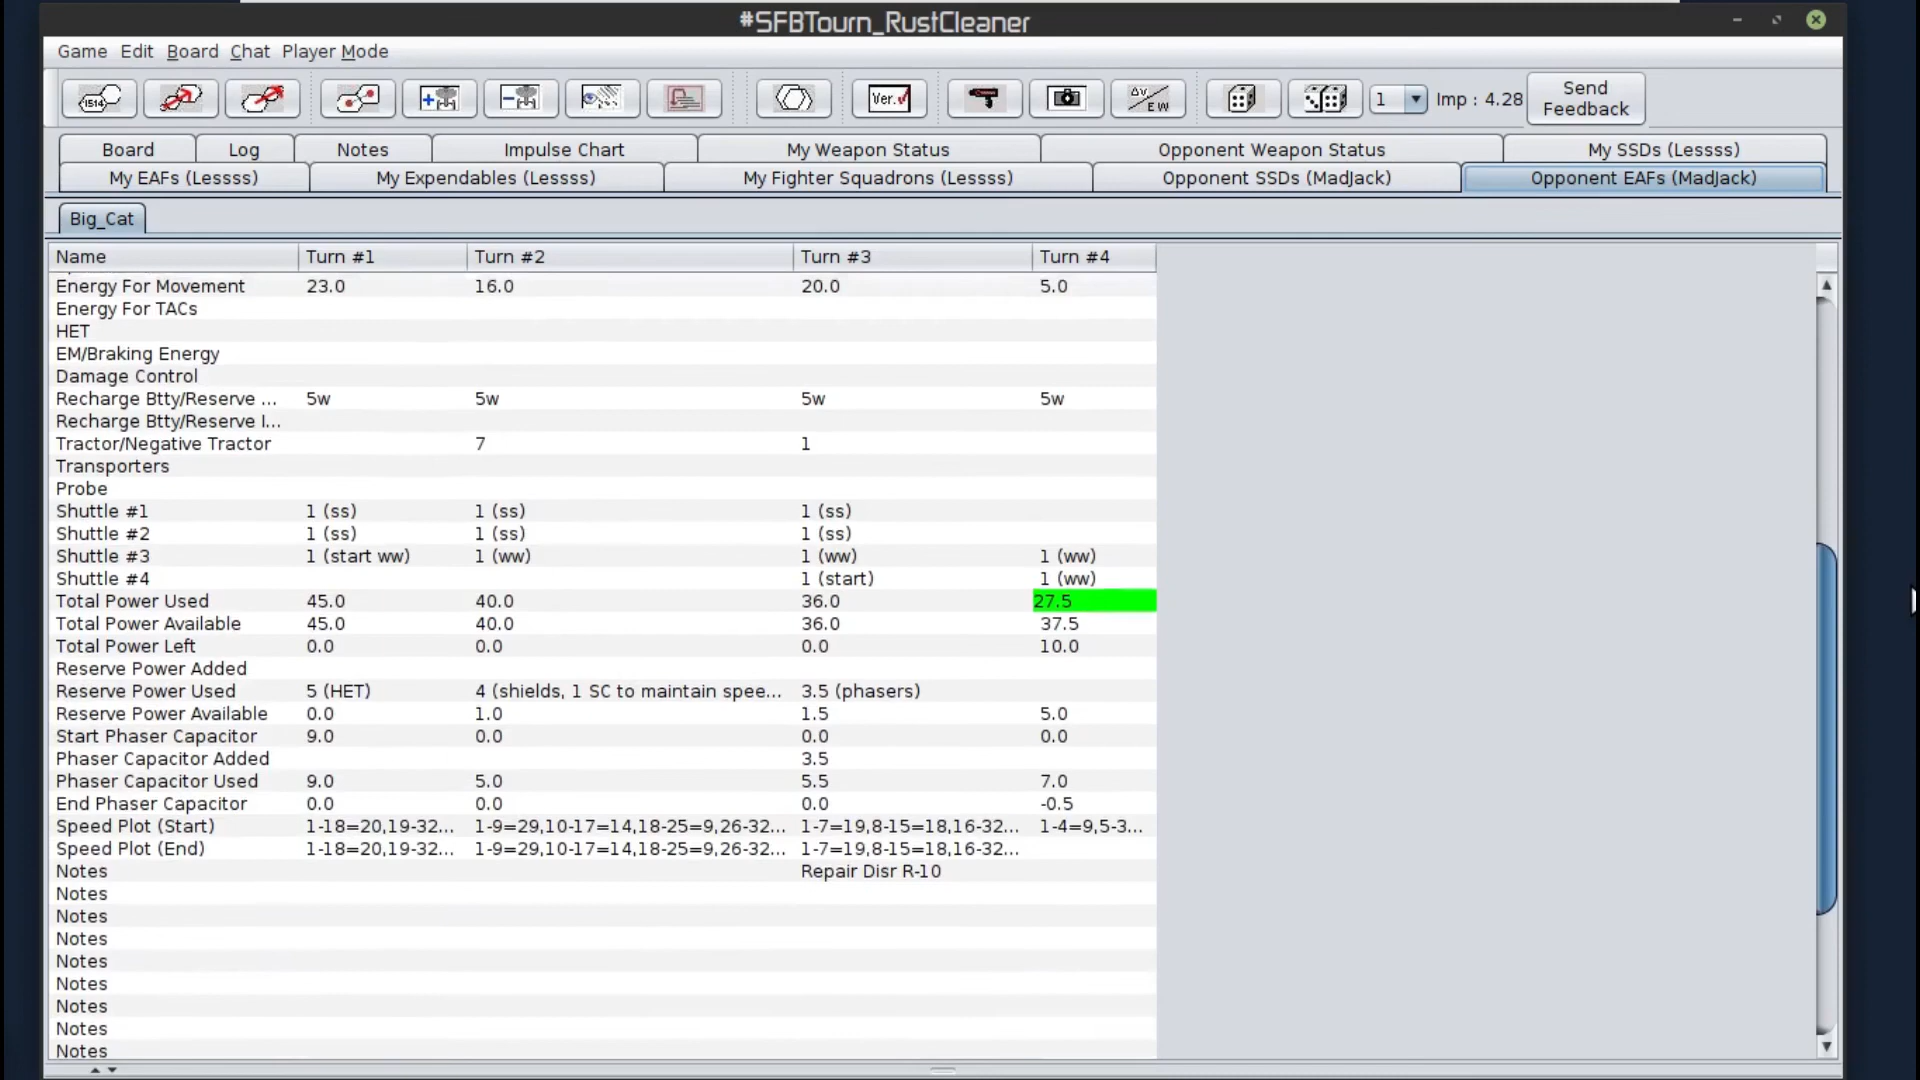 #SFBTourn_RustCleaner
Game Edit Board Chat Player Mode
1514 Ver. ΔV/EW 1 Imp : 4.28 Send Feedback
Board Log Notes Impulse Chart My Weapon Status Opponent Weapon Status My SSDs (Lessss)
My EAFs (Lessss) My Expendables (Lessss) My Fighter Squadrons (Lessss) Opponent SSDs (MadJack) Opponent EAFs (MadJack)
Big_Cat
Name Turn #1 Turn #2 Turn #3 Turn #4
Energy For Movement 23.0 16.0 20.0 5.0
Energy For TACs
HET
EM/Braking Energy
Damage Control
Recharge Btty/Reserve ... 5w 5w 5w 5w
Recharge Btty/Reserve I...
Tractor/Negative Tractor 7 1
Transporters
Probe
Shuttle #1 1 (ss) 1 (ss) 1 (ss)
Shuttle #2 1 (ss) 1 (ss) 1 (ss)
Shuttle #3 1 (start ww) 1 (ww) 1 (ww) 1 (ww)
Shuttle #4 1 (start) 1 (ww)
Total Power Used 45.0 40.0 36.0 27.5
Total Power Available 45.0 40.0 36.0 37.5
Total Power Left 0.0 0.0 0.0 10.0
Reserve Power Added
Reserve Power Used 5 (HET) 4 (shields, 1 SC to maintain spee... 3.5 (phasers)
Reserve Power Available 0.0 1.0 1.5 5.0
Start Phaser Capacitor 9.0 0.0 0.0 0.0
Phaser Capacitor Added 3.5
Phaser Capacitor Used 9.0 5.0 5.5 7.0
End Phaser Capacitor 0.0 0.0 0.0 -0.5
Speed Plot (Start) 1-18=20,19-32... 1-9=29,10-17=14,18-25=9,26-32... 1-7=19,8-15=18,16-32... 1-4=9,5-3...
Speed Plot (End) 1-18=20,19-32... 1-9=29,10-17=14,18-25=9,26-32... 1-7=19,8-15=18,16-32...
Notes Repair Disr R-10
Notes
Notes
Notes
Notes
Notes
Notes
Notes
Notes